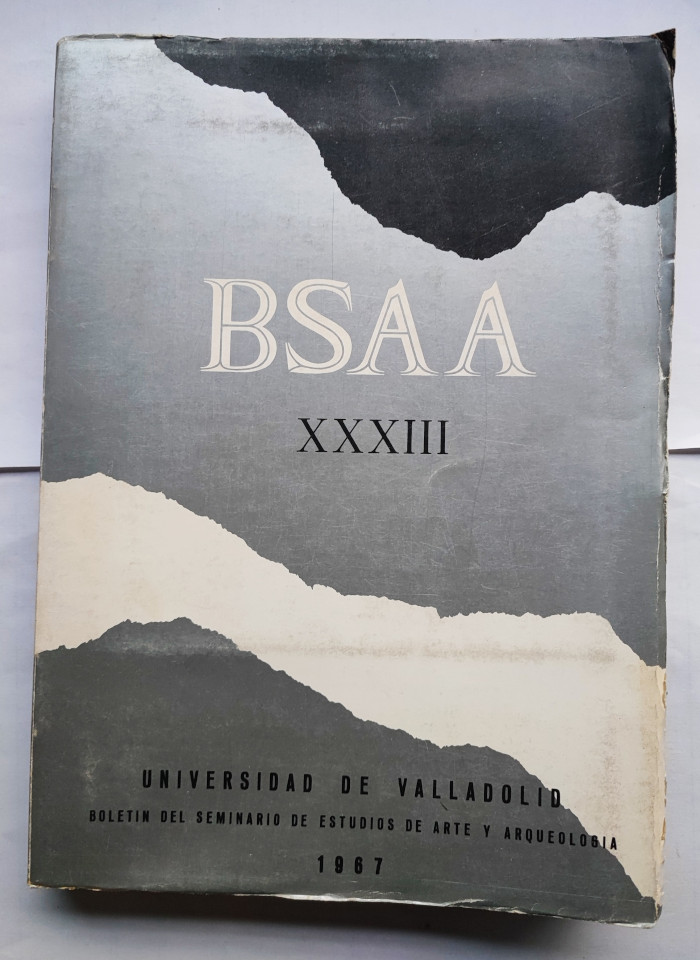 BSAA
XXXIII
UNIVERSIDAD DE VALLADOLID
BOLETIN DEL SEMINARIO DE ESTUDIOS DE ARTE Y ARQUEOLOGIA
1967